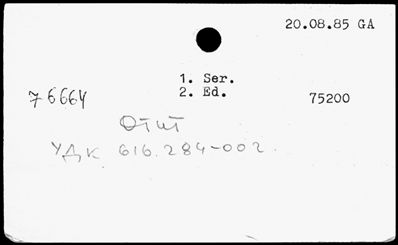 20.08.85 GA
1. Ser.
2. Ed.
75200
76664
Отит
УДК 616.284-002.